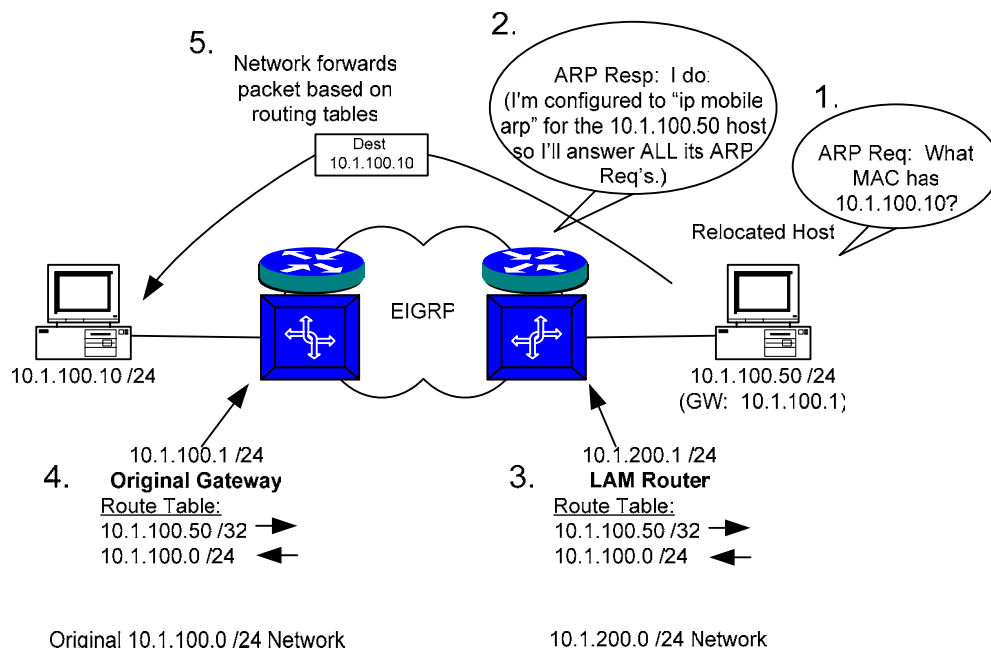 5.
Network forwards
packet based on
routing tables
Dest
10.1.100.10
2.
ARP Resp: I do:
(I'm configured to "ip mobile
arp" for the 10.1.100.50 host
so I'll answer ALL its ARP
Req's.)
1.
ARP Req: What
MAC has
10.1.100.10?
Relocated Host
EIGRP
10.1.100.10 /24
10.1.100.50 /24
(GW: 10.1.100.1)
10.1.100.1 /24
4.
Original Gateway
Route Table:
10.1.100.50 /32
10.1.100.0 /24
10.1.200.1 /24
3.
LAM Router
Route Table:
10.1.100.50 /32
10.1.100.0 /24
Original 10.1.100.0 /24 Network
10.1.200.0 /24 Network